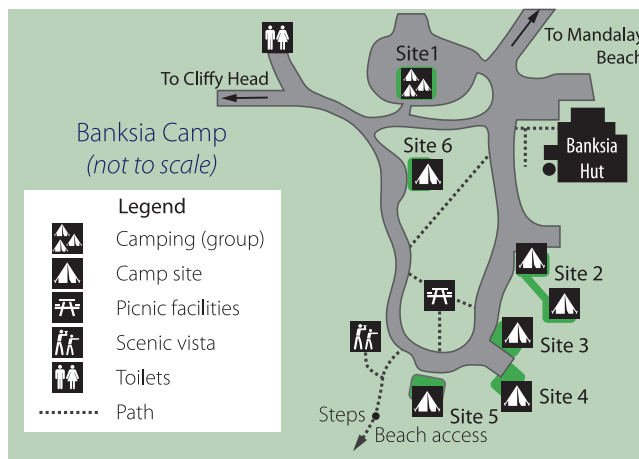 To Mandalay
Beach
Site1
To Cliffy Head
Banksia Camp
(not to scale)
Site 6
Banksia
Hut
Legend
Camping (group)
Camp site
Picnic facilities
Scenic vista
Toilets
Path
Site 2
Site 3
Site 4
Site 5
Steps
Beach access